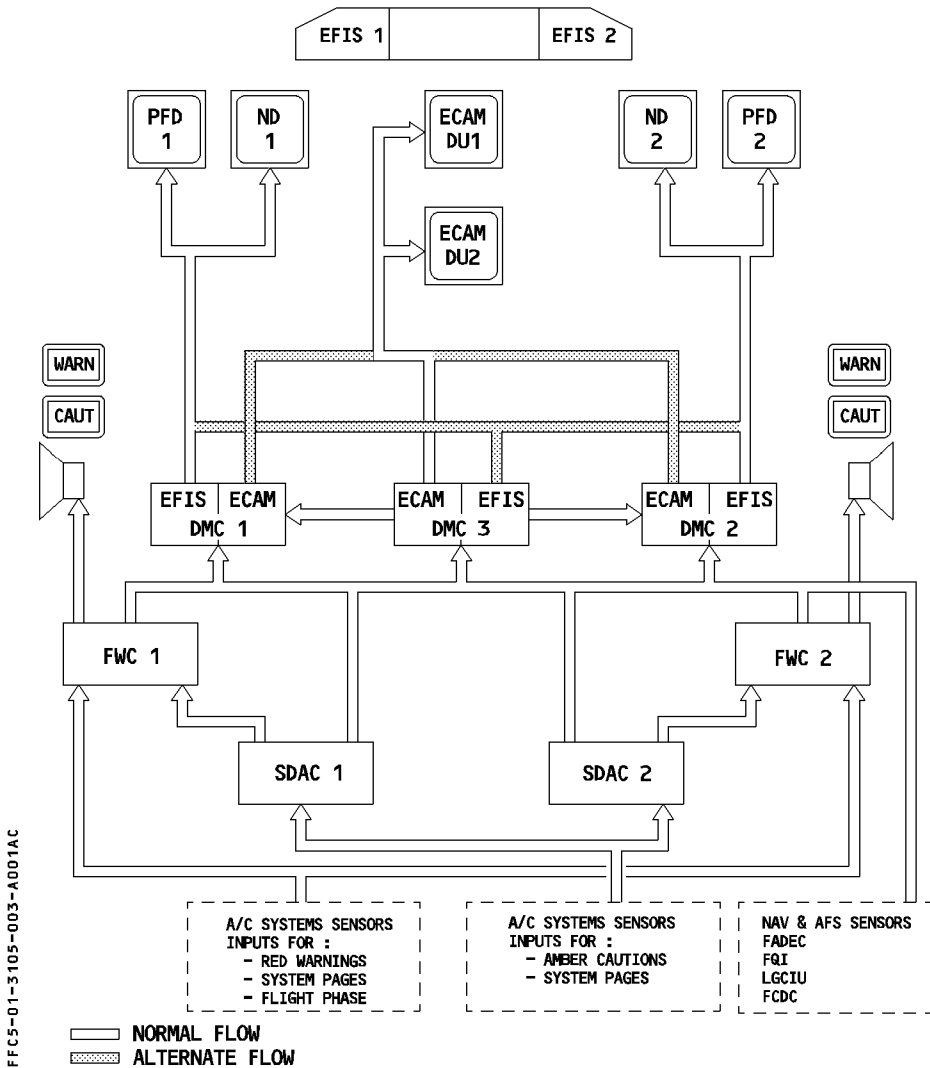 EFIS 1
EFIS 2
PFD
1
ND
1
ECAM
DU1
ND
2
PFD
2
ECAM
DU2
WARN
CAUT
WARN
CAUT
EFIS ECAM
DMC 1
ECAM EFIS
DMC 3
ECAM EFIS
DMC 2
FWC 1
FWC 2
SDAC 1
SDAC 2
A/C SYSTEMS SENSORS
INPUTS FOR :
- RED WARNINGS
- SYSTEM PAGES
- FLIGHT PHASE
A/C SYSTEMS SENSORS
INPUTS FOR :
- AMBER CAUTIONS
- SYSTEM PAGES
NAV & AFS SENSORS
FADEC
FQI
LGCIU
FCDC
NORMAL FLOW
ALTERNATE FLOW
FFC5-01-3105-003-A001AC